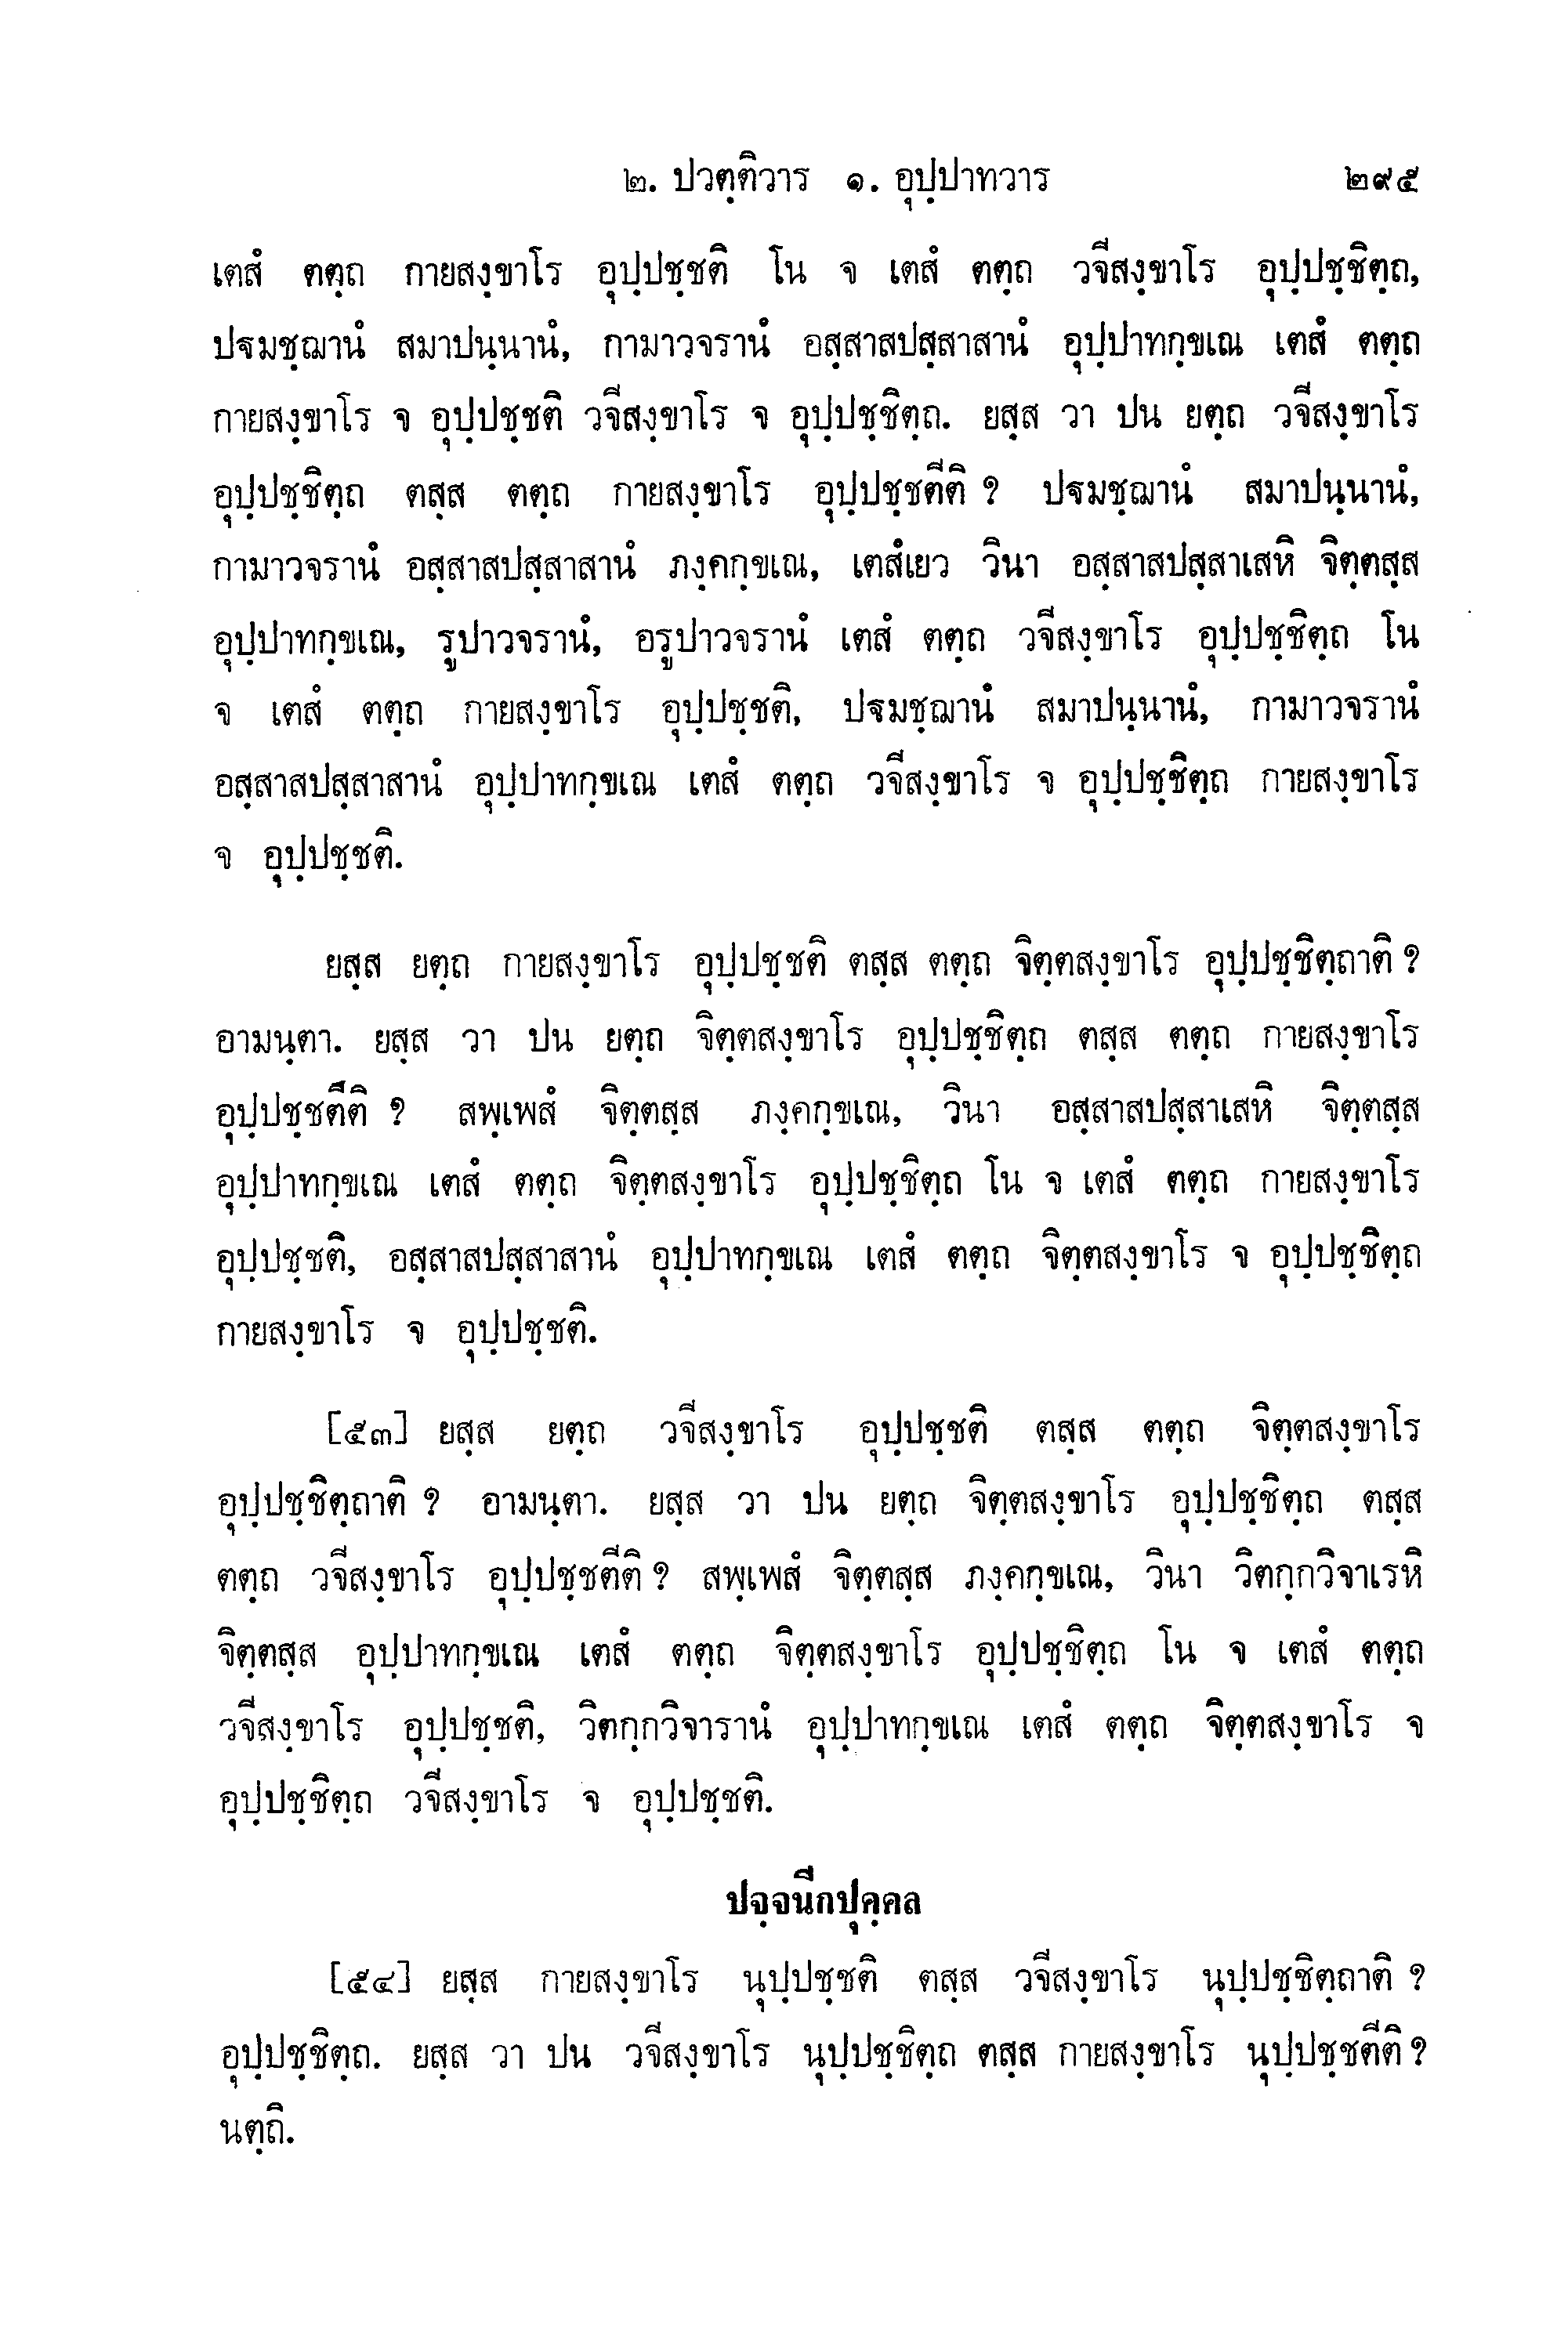 ๒. ปวตฺติวาร ๑. อุปฺปาทวาร ๒๙๕
เตสํ ตตฺถ กายสงฺขาโร อุปฺปชฺชติ โน จ เตสํ ตตฺถ วจีสงฺขาโร อุปฺปชฺชิตฺถ,
ปฐมชฺฌานํ สมาปนฺนานํ, กามาวจรานํ อสฺสาสปสฺสาสานํ อุปฺปาทกฺขเณ เตสํ ตตฺถ
กายสงฺขาโร จ อุปฺปชฺชติ วจีสงฺขาโร จ อุปฺปชฺชิตฺถ. ยสฺส วา ปน ยตฺถ วจีสงฺขาโร
อุปฺปชฺชิตฺถ ตสฺส ตตฺถ กายสงฺขาโร อุปฺปชฺชตีติ ? ปฐมชฺฌานํ สมาปนฺนานํ,
กามาวจรานํ อสฺสาสปสฺสาสานํ ภงฺคกฺขเณ, เตสํเยว วินา อสฺสาสปสฺสาเสหิ จิตฺตสฺส
อุปฺปาทกฺขเณ, รูปาวจรานํ, อรูปาวจรานํ เตสํ ตตฺถ วจีสงฺขาโร อุปฺปชฺชิตฺถ โน
จ เตสํ ตตฺถ กายสงฺขาโร อุปฺปชฺชติ, ปฐมชฺฌานํ สมาปนฺนานํ, กามาวจรานํ
อสฺสาสปสฺสาสานํ อุปฺปาทกฺขเณ เตสํ ตตฺถ วจีสงฺขาโร จ อุปฺปชฺชิตฺถ กายสงฺขาโร
จ อุปฺปชฺชติ.
ยสฺส ยตฺถ กายสงฺขาโร อุปฺปชฺชติ ตสฺส ตตฺถ จิตฺตสงฺขาโร อุปฺปชฺชิตฺถาติ ?
อามนฺตา. ยสฺส วา ปน ยตฺถ จิตฺตสงฺขาโร อุปฺปชฺชิตฺถ ตสฺส ตตฺถ กายสงฺขาโร
อุปฺปชฺชตีติ ? สพฺเพสํ จิตฺตสฺส ภงฺคกฺขเณ, วินา อสฺสาสปสฺสาเสหิ จิตฺตสฺส
อุปฺปาทกฺขเณ เตสํ ตตฺถ จิตฺตสงฺขาโร อุปฺปชฺชิตฺถ โน จ เตสํ ตตฺถ กายสงฺขาโร
อุปฺปชฺชติ, อสฺสาสปสฺสาสานํ อุปฺปาทกฺขเณ เตสํ ตตฺถ จิตฺตสงฺขาโร จ อุปฺปชฺชิตฺถ
กายสงฺขาโร จ อุปฺปชฺชติ.
[๕๓] ยสฺส ยตฺถ วจีสงฺขาโร อุปฺปชฺชติ ตสฺส ตตฺถ จิตฺตสงฺขาโร
อุปฺปชฺชิตฺถาติ ? อามนฺตา. ยสฺส วา ปน ยตฺถ จิตฺตสงฺขาโร อุปฺปชฺชิตฺถ ตสฺส
ตตฺถ วจีสงฺขาโร อุปฺปชฺชตีติ ? สพฺเพสํ จิตฺตสฺส ภงฺคกฺขเณ, วินา วิตกฺกวิจาเรหิ
จิตฺตสฺส อุปฺปาทกฺขเณ เตสํ ตตฺถ จิตฺตสงฺขาโร อุปฺปชฺชิตฺถ โน จ เตสํ ตตฺถ
วจีสงฺขาโร อุปฺปชฺชติ, วิตกฺกวิจารานํ อุปฺปาทกฺขเณ เตสํ ตตฺถ จิตฺตสงฺขาโร จ
อุปฺปชฺชิตฺถ วจีสงฺขาโร จ อุปฺปชฺชติ.
ปจฺจนีกปุคฺคล
[๕๔] ยสฺส กายสงฺขาโร นุปฺปชฺชติ ตสฺส วจีสงฺขาโร นุปฺปชฺชิตฺถาติ ?
อุปฺปชฺชิตฺถ. ยสฺส วา ปน วจีสงฺขาโร นุปฺปชฺชิตฺถ ตสฺส กายสงฺขาโร นุปฺปชฺชตีติ ?
นตฺถิ.